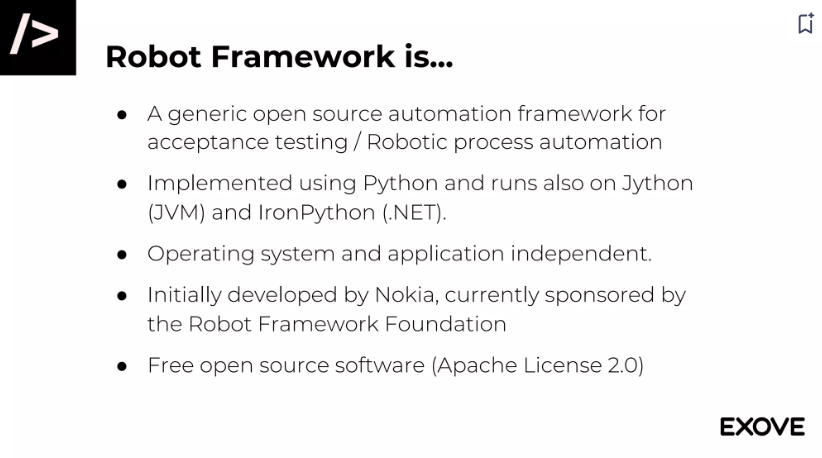 />
Robot Framework is...
● A generic open source automation framework for
acceptance testing / Robotic process automation
● Implemented using Python and runs also on Jython
(JVM) and IronPython (.NET).
● Operating system and application independent.
● Initially developed by Nokia, currently sponsored by
the Robot Framework Foundation
● Free open source software (Apache License 2.0)
EXOVE